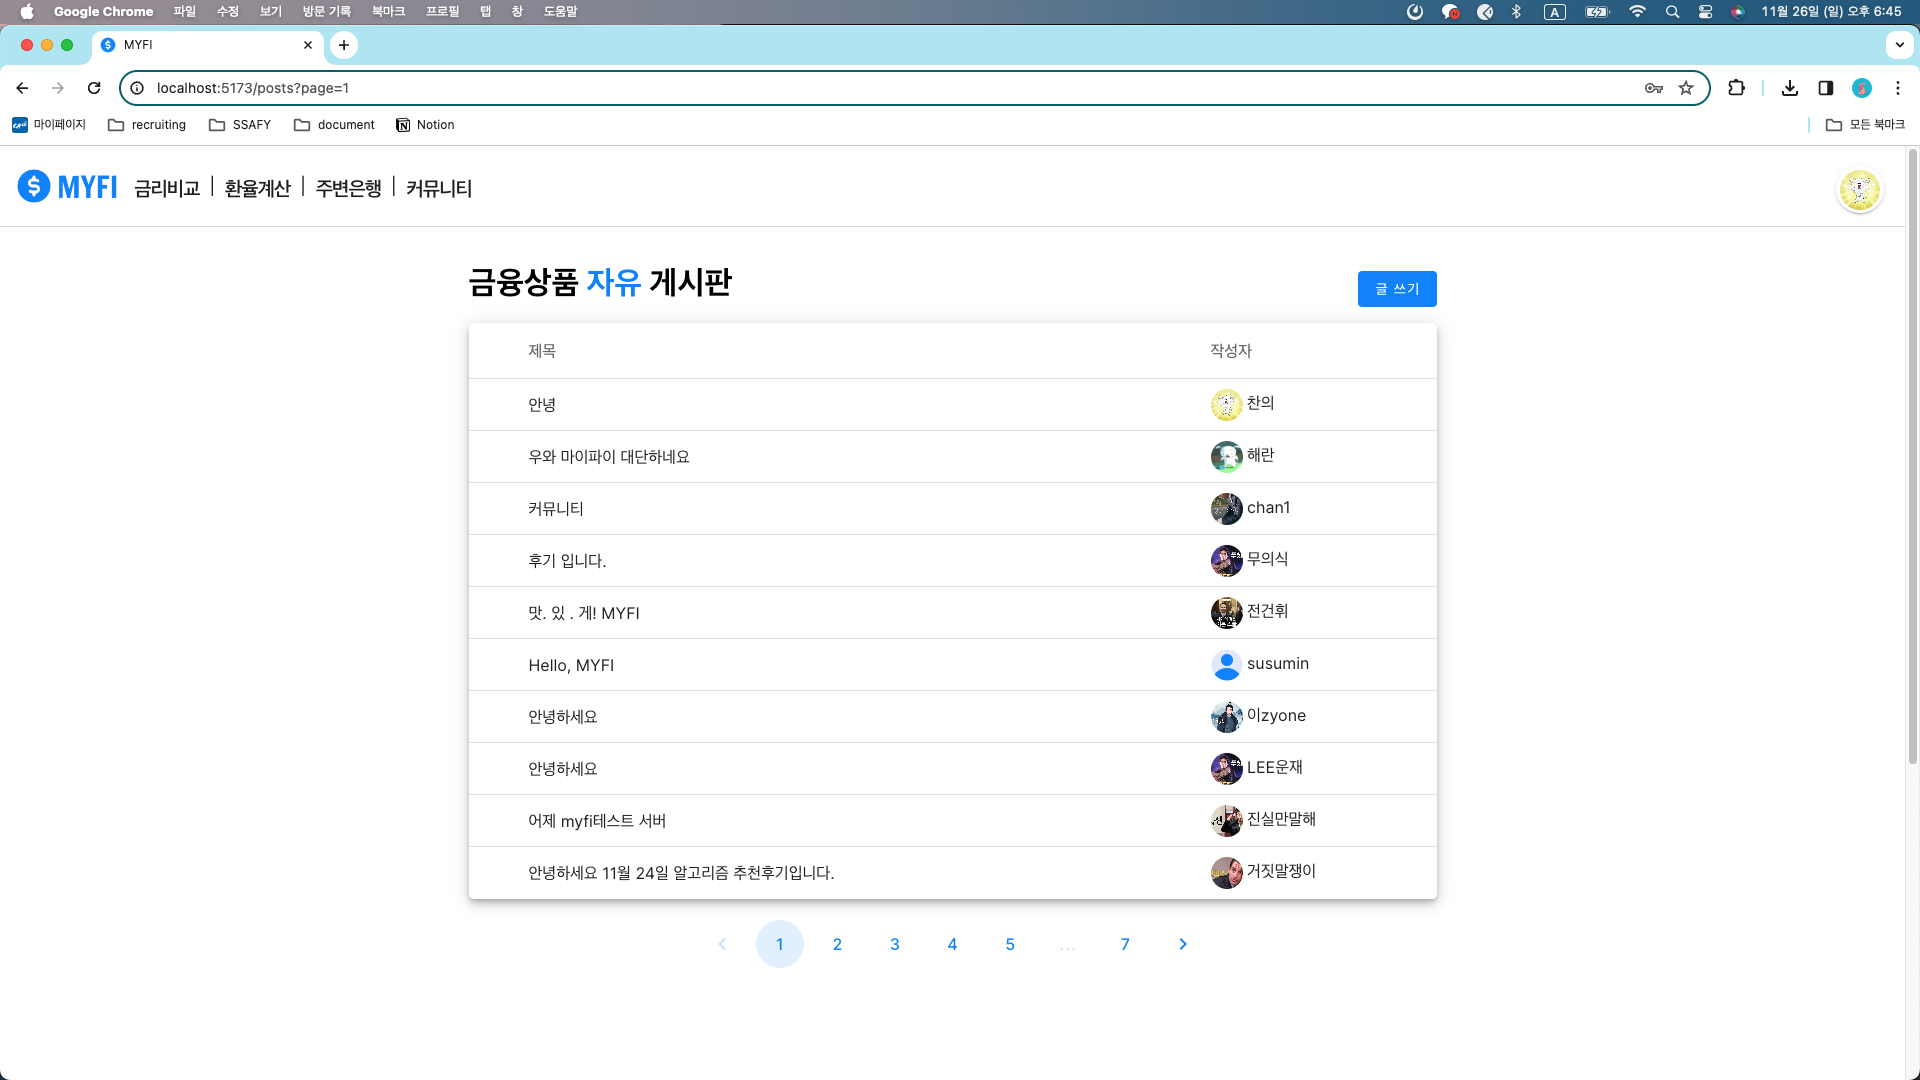 Google Chrome 파일 수정 보기 방문 기록 북마크 프로필 탭 창 도움말 A 11월 26일 (일) 오후 6:45
MYFI
localhost:5173/posts?page=1
마이페이지 recruiting SSAFY document Notion 모든 북마크
MYFI 금리비교 | 환율계산 | 주변은행 | 커뮤니티
금융상품 자유 게시판
글 쓰기
제목 작성자
안녕 찬의
우와 마이파이 대단하네요 해란
커뮤니티 chan1
후기 입니다. 무의식
맛. 있 . 게! MYFI 전건휘
Hello, MYFI susumin
안녕하세요 이zyone
안녕하세요 LEE운재
어제 myfi테스트 서버 진실만말해
안녕하세요 11월 24일 알고리즘 추천후기입니다. 거짓말쟁이
1 2 3 4 5 ... 7